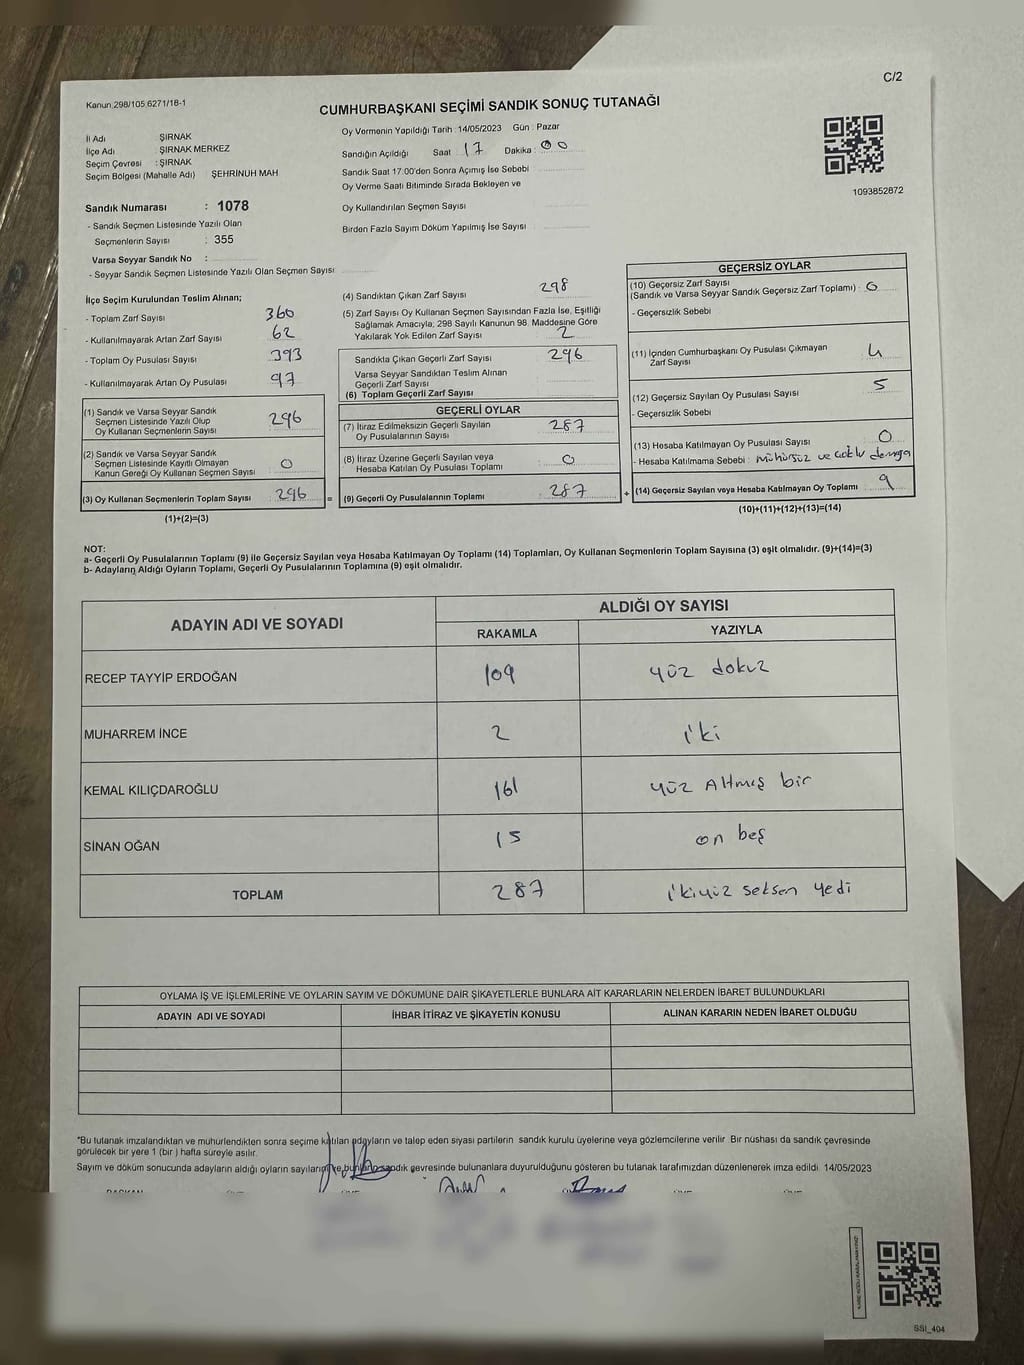 C/2
Kanun 298/105 6271/18-1
CUMHURBAŞKANI SEÇİMİ SANDIK SONUÇ TUTANAĞI
İl Adı ŞIRNAK
İlçe Adı ŞIRNAK MERKEZ
Seçim Çevresi : ŞIRNAK
Seçim Bölgesi (Mahalle Adı) ŞEHRİNUH MAH
Sandık Numarası : 1078
- Sandık Seçmen Listesinde Yazılı Olan
Seçmenlerin Sayısı : 355
Varsa Seyyar Sandık No :
- Seyyar Sandık Seçmen Listesinde Yazılı Olan Seçmen Sayısı
Oy Vermenin Yapıldığı Tarih : 14/05/2023 Gün : Pazar
Sandığın Açıldığı Saat 17 Dakika : 00
Sandık Saat 17:00'den Sonra Açılmış İse Sebebi
Oy Verme Saati Bitiminde Sırada Bekleyen ve
Oy Kullandırılan Seçmen Sayısı
Birden Fazla Sayım Döküm Yapılmış İse Sayısı
1093852872
İlçe Seçim Kurulundan Teslim Alınan;
- Toplam Zarf Sayısı 360
- Kullanılmayarak Artan Zarf Sayısı 62
- Toplam Oy Pusulası Sayısı 393
- Kullanılmayarak Artan Oy Pusulası 97
(1) Sandık ve Varsa Seyyar Sandık
Seçmen Listesinde Yazılı Olup
Oy Kullanan Seçmenlerin Sayısı 296
(2) Sandık ve Varsa Seyyar Sandık
Seçmen Listesinde Kayıtlı Olmayan
Kanun Gereği Oy Kullanan Seçmen Sayısı 0
(3) Oy Kullanan Seçmenlerin Toplam Sayısı 296 =
(1)+(2)=(3)
(4) Sandıktan Çıkan Zarf Sayısı 298
(5) Zarf Sayısı Oy Kullanan Seçmen Sayısından Fazla İse, Eşitliği
Sağlamak Amacıyla; 298 Sayılı Kanunun 98. Maddesine Göre
Yakılarak Yok Edilen Zarf Sayısı 2
Sandıkta Çıkan Geçerli Zarf Sayısı 296
Varsa Seyyar Sandıktan Teslim Alınan
Geçerli Zarf Sayısı
(6) Toplam Geçerli Zarf Sayısı
GEÇERLİ OYLAR
(7) İtiraz Edilmeksizin Geçerli Sayılan
Oy Pusulalarının Sayısı 287
(8) İtiraz Üzerine Geçerli Sayılan veya
Hesaba Katılan Oy Pusulası Toplamı 0
(9) Geçerli Oy Pusulalarının Toplamı 287 +
GEÇERSİZ OYLAR
(10) Geçersiz Zarf Sayısı
(Sandık ve Varsa Seyyar Sandık Geçersiz Zarf Toplamı) : 0
- Geçersizlik Sebebi
(11) İçinden Cumhurbaşkanı Oy Pusulası Çıkmayan
Zarf Sayısı 4
(12) Geçersiz Sayılan Oy Pusulası Sayısı 5
- Geçersizlik Sebebi
(13) Hesaba Katılmayan Oy Pusulası Sayısı 0
- Hesaba Katılmama Sebebi : mühürsüz ve çoklu damga
(14) Geçersiz Sayılan veya Hesaba Katılmayan Oy Toplamı 9
(10)+(11)+(12)+(13)=(14)
NOT:
a- Geçerli Oy Pusulalarının Toplamı (9) ile Geçersiz Sayılan veya Hesaba Katılmayan Oy Toplamı (14) Toplamları, Oy Kullanan Seçmenlerin Toplam Sayısına (3) eşit olmalıdır. (9)+(14)=(3)
b- Adayların Aldığı Oyların Toplamı, Geçerli Oy Pusulalarının Toplamına (9) eşit olmalıdır.
ADAYIN ADI VE SOYADI ALDIĞI OY SAYISI
RAKAMLA YAZIYLA
RECEP TAYYİP ERDOĞAN 109 yüz dokuz
MUHARREM İNCE 2 iki
KEMAL KILIÇDAROĞLU 161 yüz Altmış bir
SİNAN OĞAN 15 on beş
TOPLAM 287 ikiyüz seksen yedi
OYLAMA İŞ VE İŞLEMLERİNE VE OYLARIN SAYIM VE DÖKÜMÜNE DAİR ŞİKAYETLERLE BUNLARA AİT KARARLARIN NELERDEN İBARET BULUNDUKLARI
ADAYIN ADI VE SOYADI İHBAR İTİRAZ VE ŞİKAYETİN KONUSU ALINAN KARARIN NEDEN İBARET OLDUĞU
*Bu tutanak imzalandıktan ve mühürlendikten sonra seçime katılan adayların ve talep eden siyasi partilerin sandık kurulu üyelerine veya gözlemcilerine verilir Bir nüshası da sandık çevresinde
görülecek bir yere 1 (bir ) hafta süreyle asılır.
Sayım ve döküm sonucunda adayların aldığı oyların sayıların ve bunların sandık çevresinde bulunanlara duyurulduğunu gösteren bu tutanak tarafımızdan düzenlenerek imza edildi. 14/05/2023
SSI_404